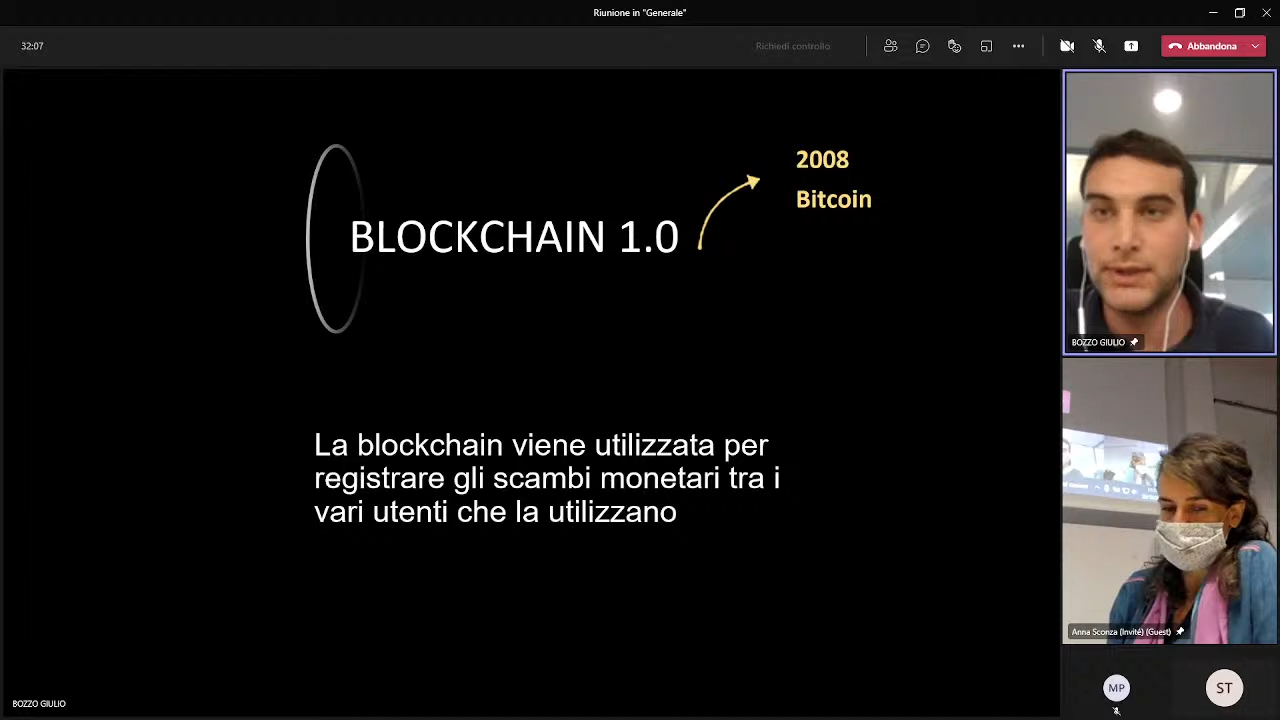 Riunione in "Generale"
32:07
Richiedi controllo
Abbandona
2008
Bitcoin
BLOCKCHAIN 1.0
La blockchain viene utilizzata per
registrare gli scambi monetari tra i
vari utenti che la utilizzano
BOZZO GIULIO
Anna Sconza (Invité) (Guest)
MP
ST
BOZZO GIULIO